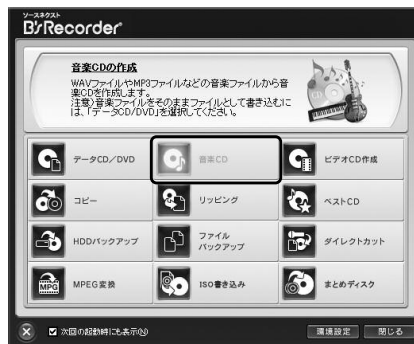 ソースネクスト
B's Recorder
音楽CDの作成
WAVファイルやMP3ファイルなどの音楽ファイルから音
楽CDを作成します。
注意)音楽ファイルをそのままファイルとして書き込むに
は、「データCD/DVD」を選択してください。
データCD/DVD
音楽CD
ビデオCD作成
コピー
リッピング
ベストCD
HDDバックアップ
ファイル
バックアップ
ダイレクトカット
MPG
MPEG変換
ISO
ISO書き込み
まとめディスク
次回の起動時にも表示(N)
環境設定
閉じる